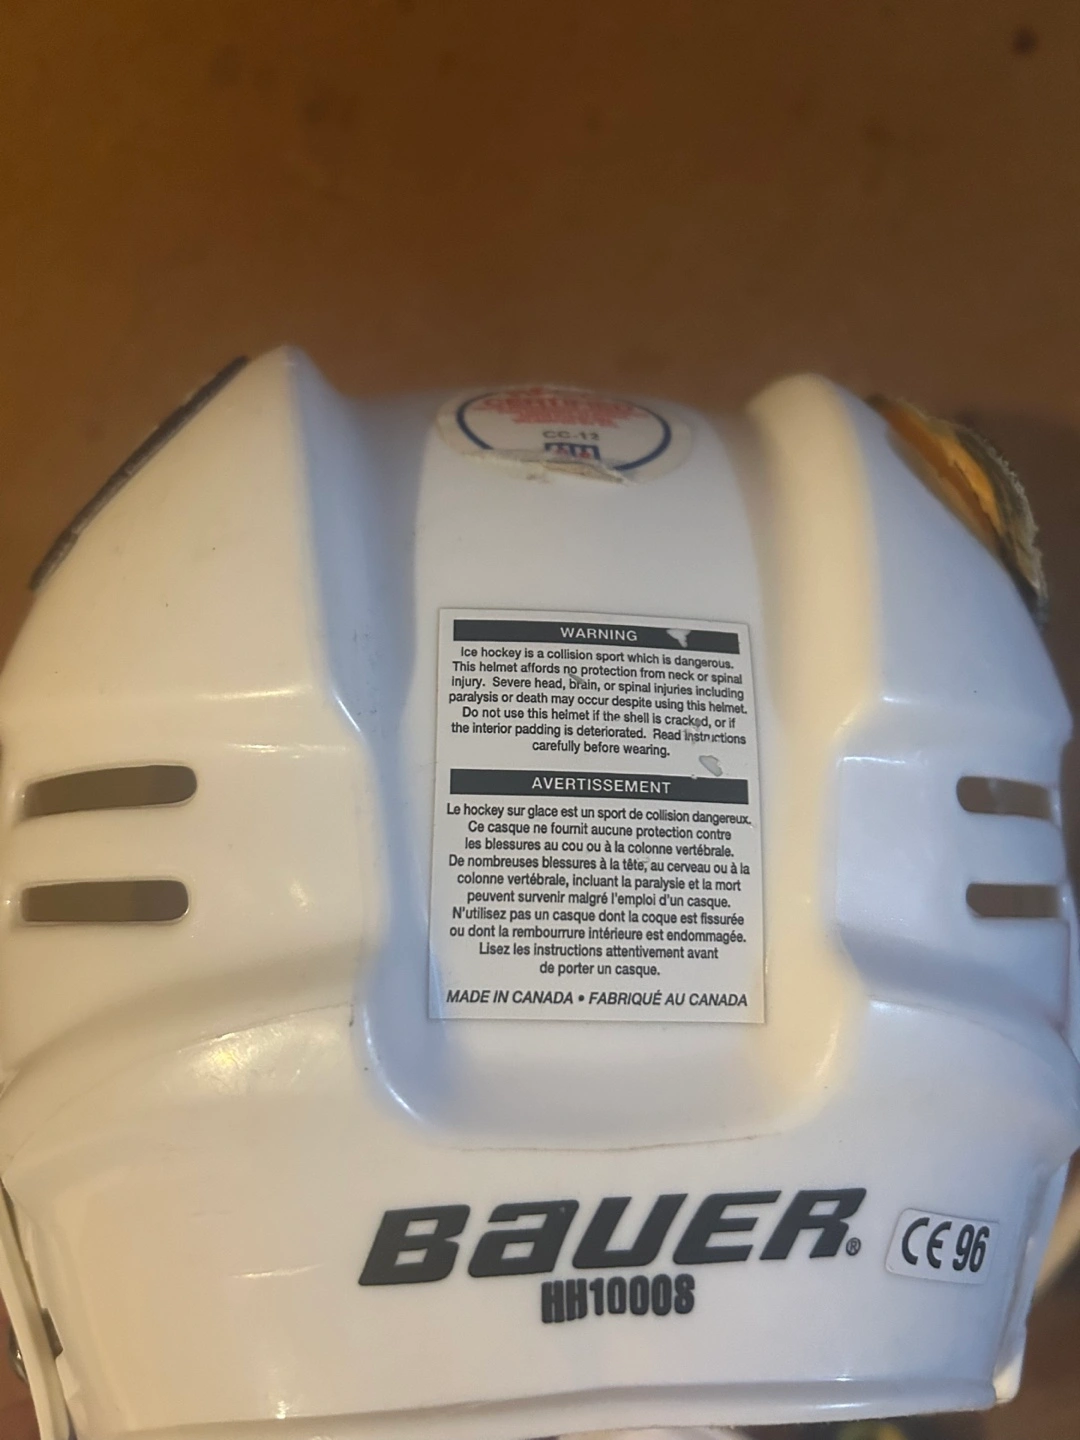 CERTIFIED
CC-12
WARNING
Ice hockey is a collision sport which is dangerous.
This helmet affords no protection from neck or spinal
injury. Severe head, brain, or spinal injuries including
paralysis or death may occur despite using this helmet.
Do not use this helmet if the shell is cracked, or if
the interior padding is deteriorated. Read instructions
carefully before wearing.
AVERTISSEMENT
Le hockey sur glace est un sport de collision dangereux.
Ce casque ne fournit aucune protection contre
les blessures au cou ou à la colonne vertébrale.
De nombreuses blessures à la tête, au cerveau ou à la
colonne vertébrale, incluant la paralysie et la mort
peuvent survenir malgré l'emploi d'un casque.
N'utilisez pas un casque dont la coque est fissurée
ou dont la rembourrure intérieure est endommagée.
Lisez les instructions attentivement avant
de porter un casque.
MADE IN CANADA • FABRIQUÉ AU CANADA
BAUER®
CE 96
HH1000S